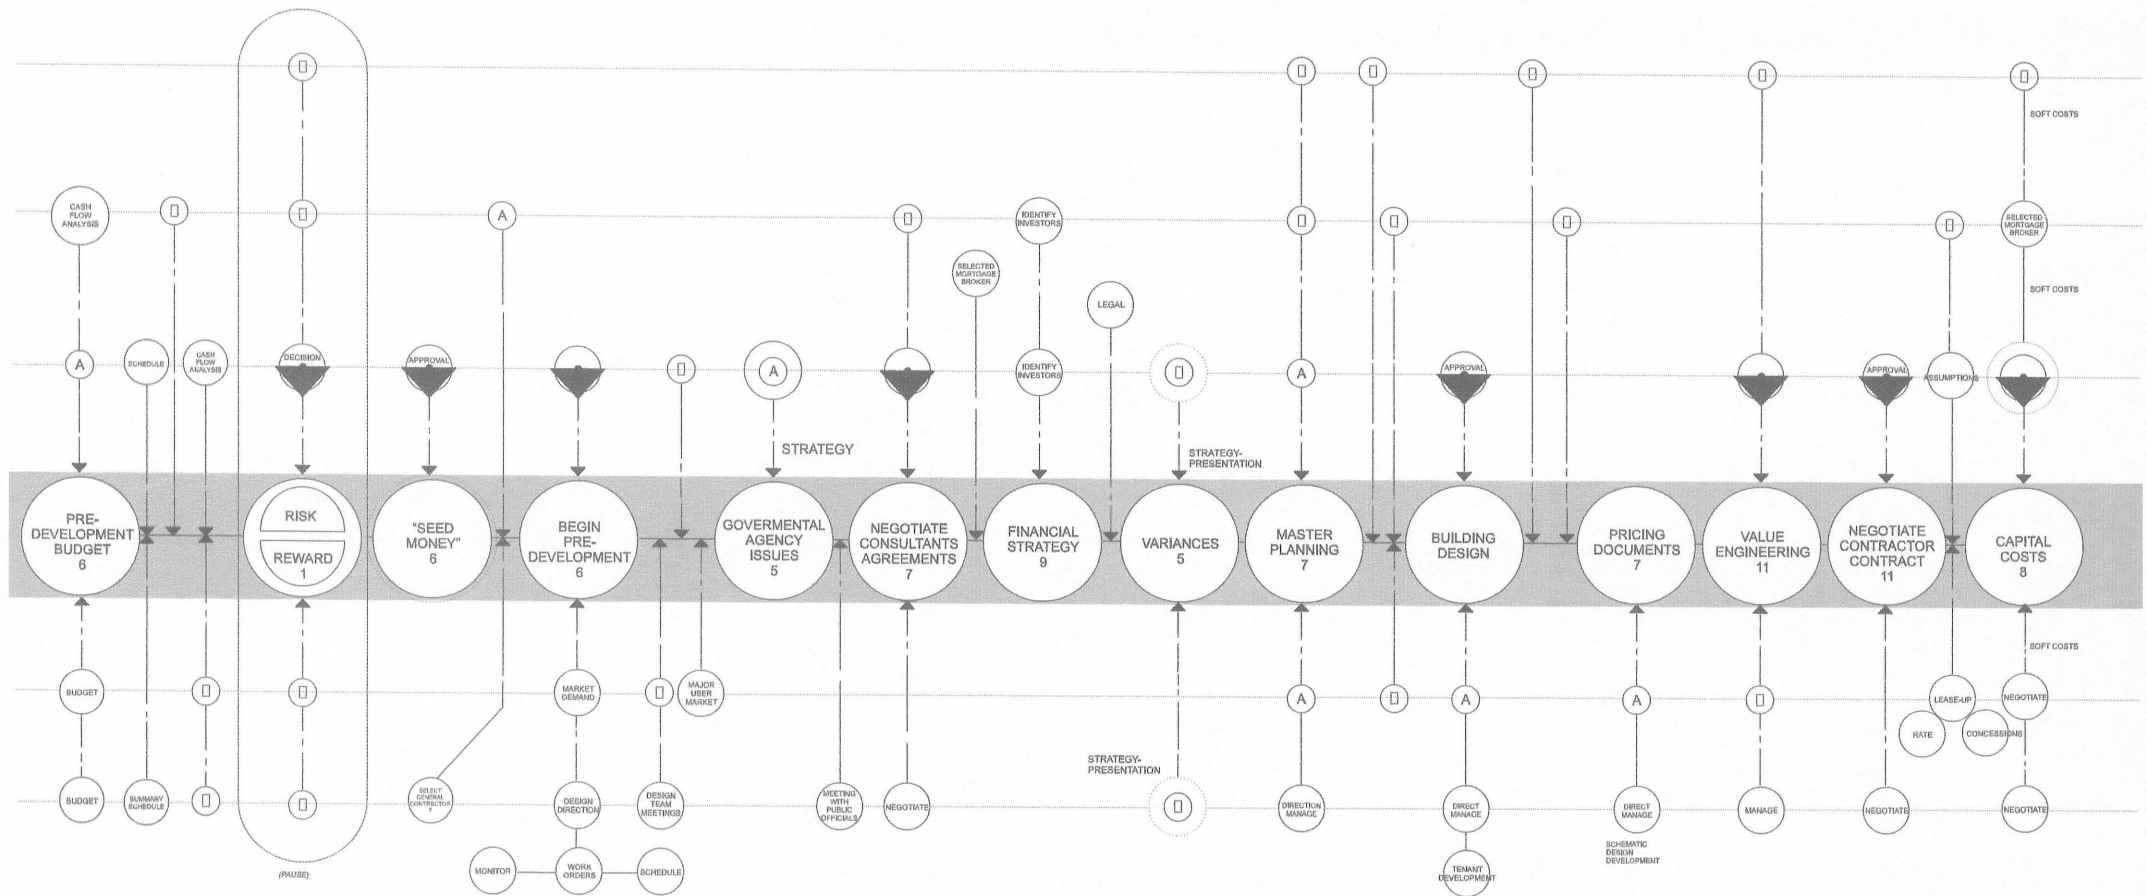 SOFT COSTS
CASH
FLOW
ANALYSIS
A
IDENTIFY
INVESTORS
SELECTED
MORTGAGE
BROKER
SELECTED
MORTGAGE
BROKER
LEGAL
SOFT COSTS
A
SCHEDULE
CASH
FLOW
ANALYSIS
DECISION
APPROVAL
A
IDENTIFY
INVESTORS
A
APPROVAL
APPROVAL
ASSUMPTIONS
STRATEGY
STRATEGY-
PRESENTATION
PRE-
DEVELOPMENT
BUDGET
6
RISK
REWARD
1
"SEED
MONEY"
6
BEGIN
PRE-
DEVELOPMENT
6
GOVERMENTAL
AGENCY
ISSUES
5
NEGOTIATE
CONSULTANTS
AGREEMENTS
7
FINANCIAL
STRATEGY
9
VARIANCES
5
MASTER
PLANNING
7
BUILDING
DESIGN
PRICING
DOCUMENTS
7
VALUE
ENGINEERING
11
NEGOTIATE
CONTRACTOR
CONTRACT
11
CAPITAL
COSTS
8
SOFT COSTS
BUDGET
MARKET
DEMAND
MAJOR
USER
MARKET
A
A
A
LEASE-UP
NEGOTIATE
RATE
CONCESSIONS
STRATEGY-
PRESENTATION
BUDGET
SUMMARY
SCHEDULE
SELECT
GENERAL
CONTRACTOR
7
DESIGN
DIRECTION
DESIGN
TEAM
MEETINGS
MEETING
WITH
PUBLIC
OFFICIALS
NEGOTIATE
DIRECTION
MANAGE
DIRECT
MANAGE
DIRECT
MANAGE
MANAGE
NEGOTIATE
NEGOTIATE
SCHEMATIC
DESIGN
DEVELOPMENT
(PAUSE)
MONITOR
WORK
ORDERS
SCHEDULE
TENANT
DEVELOPMENT